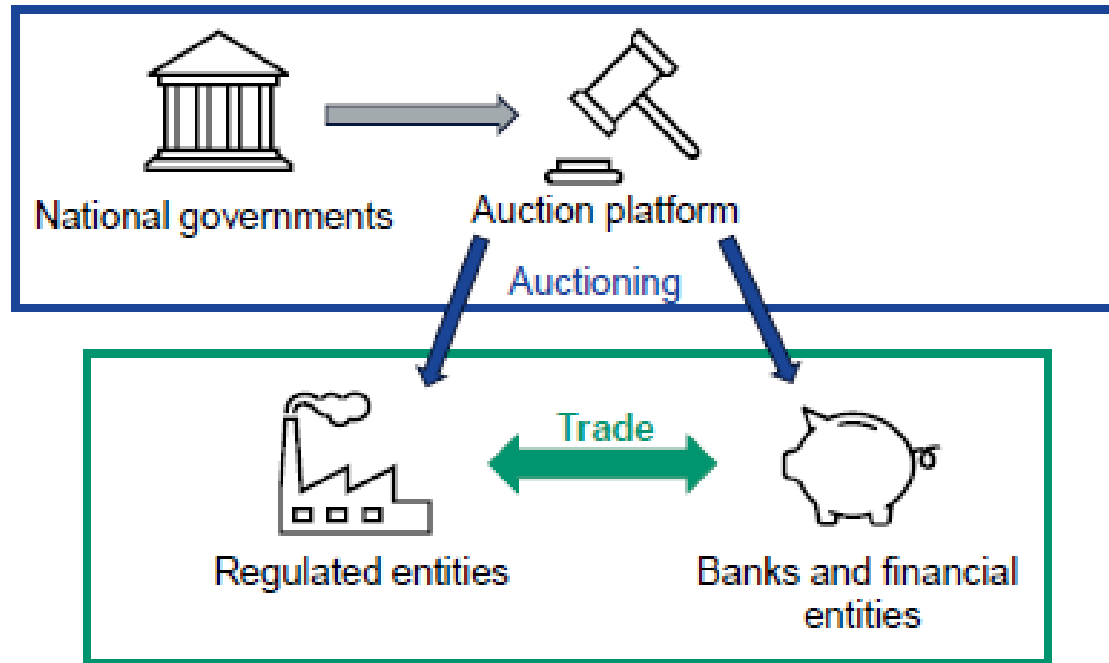 National governments
Auction platform
Auctioning
Trade
Regulated entities
Banks and financial
entities